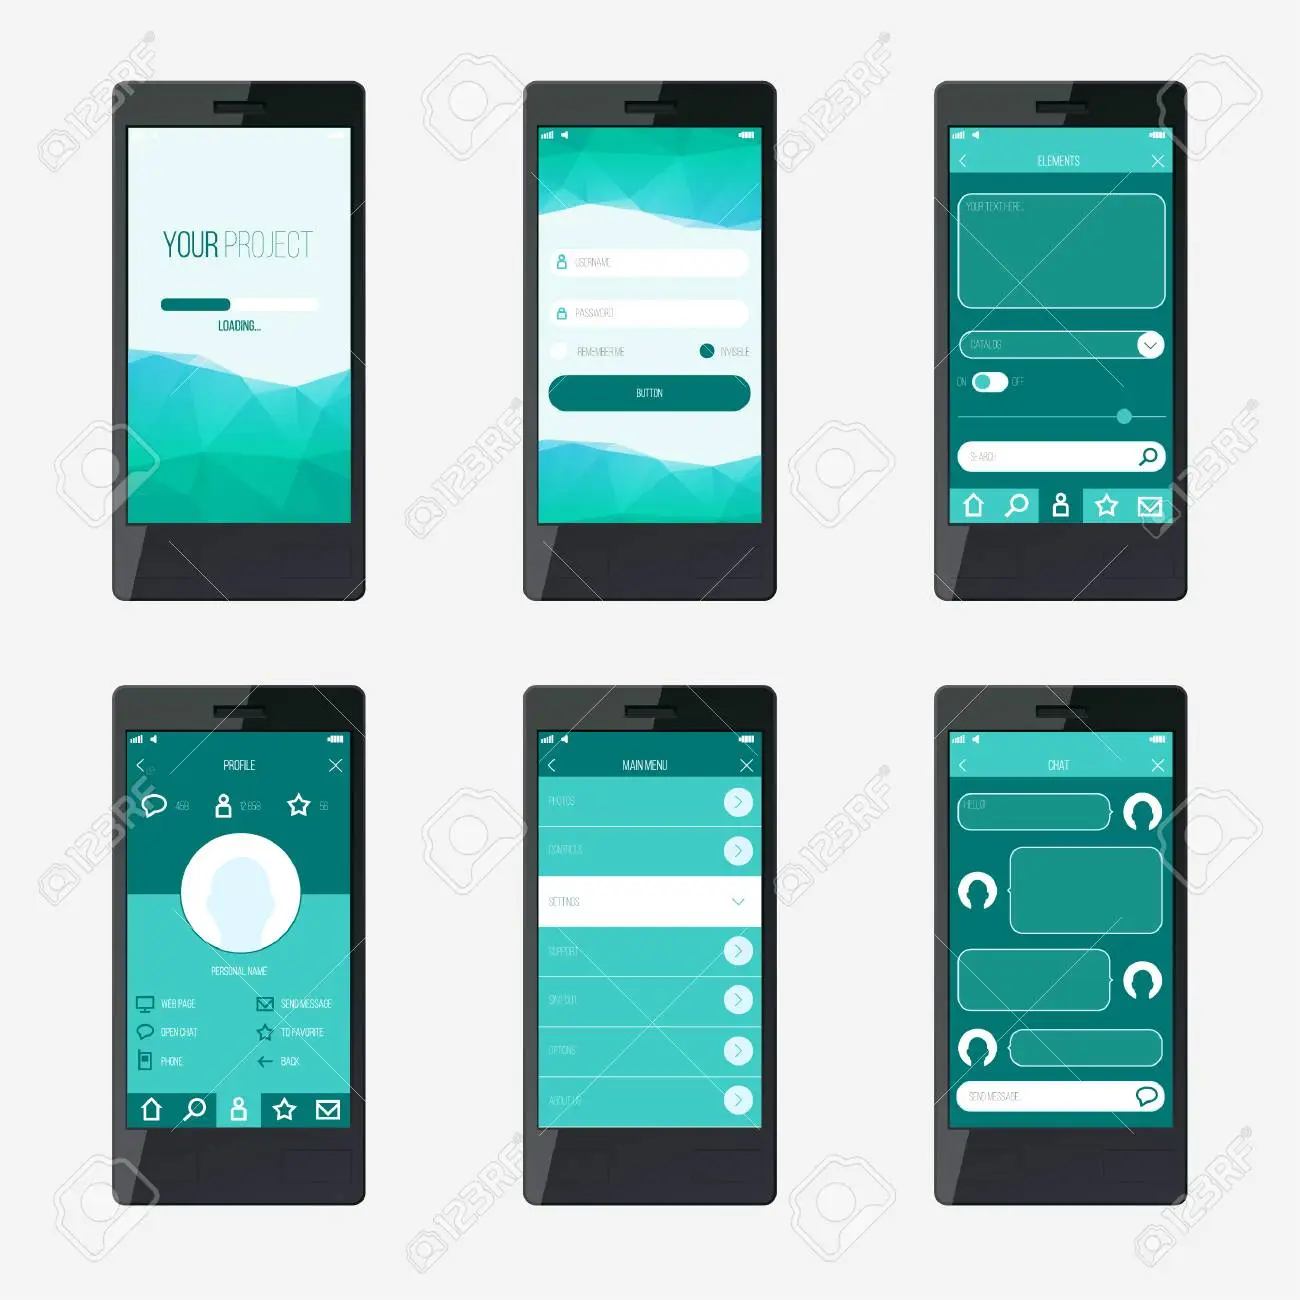 YOUR PROJECT
LOADING...
USERNAME
PASSWORD
REMEMBER ME
INVISIBLE
BUTTON
ELEMENTS
YOUR TEXT HERE...
CATALOG
ON OFF
SEARCH
PROFILE
458 12 658 56
PERSONAL NAME
WEB PAGE SEND MESSAGE
OPEN CHAT TO FAVORITE
PHONE BACK
MAIN MENU
PHOTOS
CONTROLS
SETTINGS
SUPPORT
SING OUT
OPTIONS
ABOUT US
CHAT
HELLO!
SEND MESSAGE...
123RF